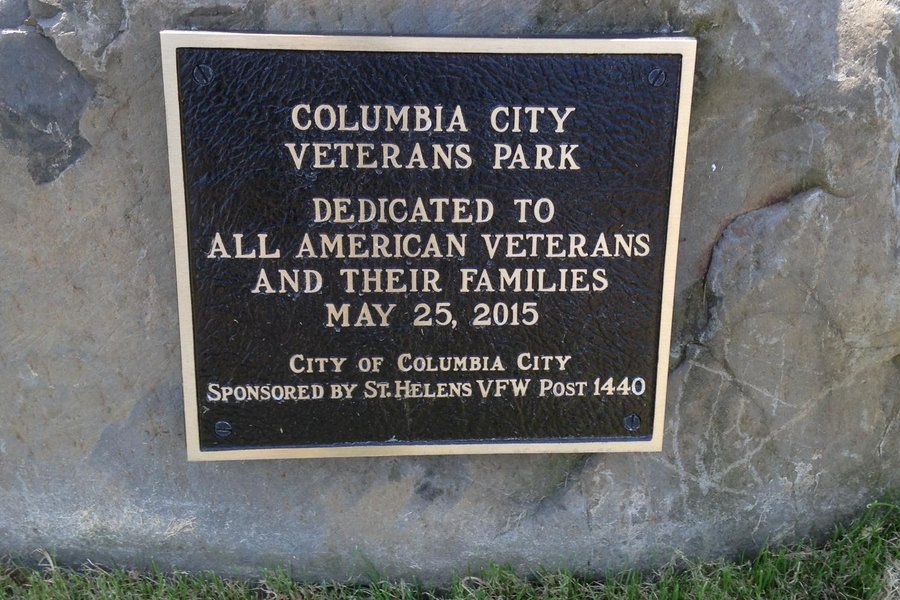 COLUMBIA CITY
VETERANS PARK
DEDICATED TO
ALL AMERICAN VETERANS
AND THEIR FAMILIES
MAY 25, 2015
CITY OF COLUMBIA CITY
SPONSORED BY ST. HELENS VFW POST 1440